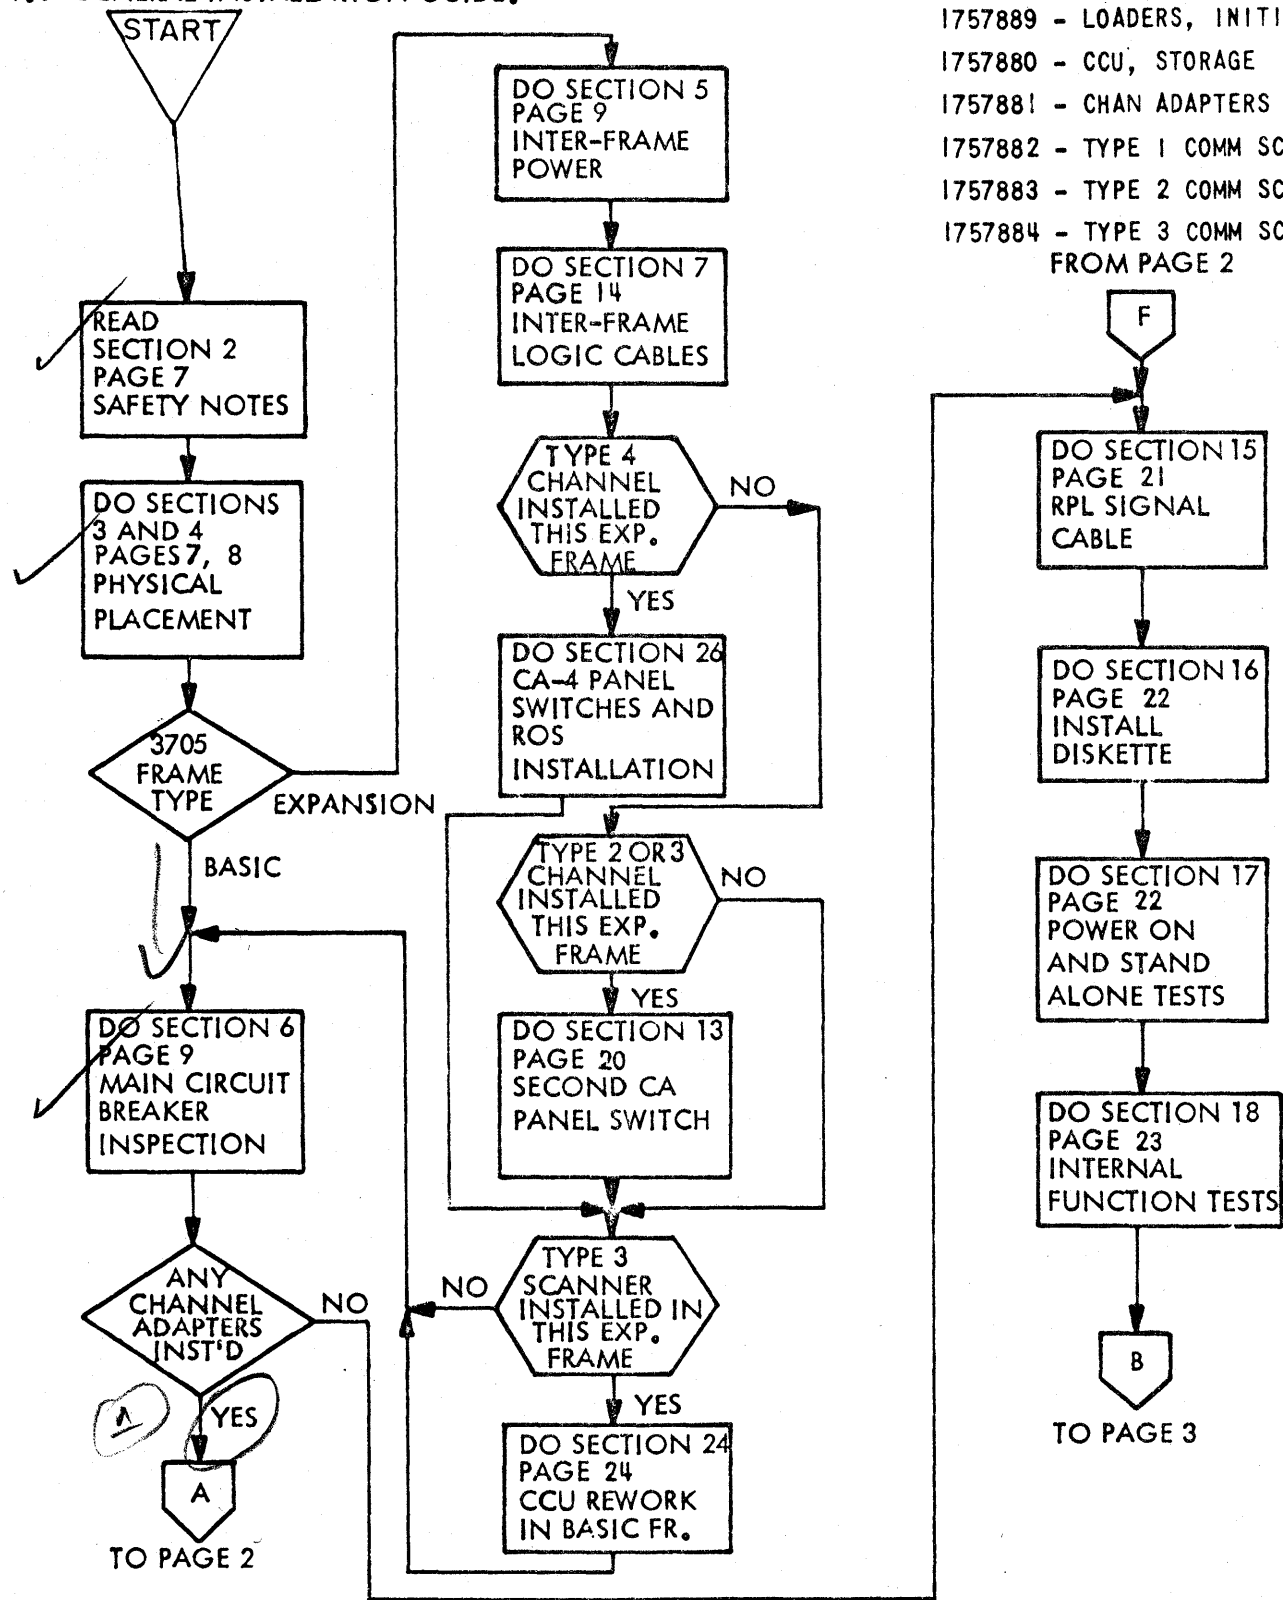 START
READ
SECTION 2
PAGE 7
SAFETY NOTES
DO SECTIONS
3 AND 4
PAGES 7, 8
PHYSICAL
PLACEMENT
3705
FRAME
TYPE
EXPANSION
BASIC
DO SECTION 6
PAGE 9
MAIN CIRCUIT
BREAKER
INSPECTION
ANY
CHANNEL
ADAPTERS
INST'D
NO
YES
A
TO PAGE 2
DO SECTION 5
PAGE 9
INTER-FRAME
POWER
DO SECTION 7
PAGE 14
INTER-FRAME
LOGIC CABLES
TYPE 4
CHANNEL
INSTALLED
THIS EXP.
FRAME
NO
YES
DO SECTION 26
CA-4 PANEL
SWITCHES AND
ROS
INSTALLATION
TYPE 2 OR 3
CHANNEL
INSTALLED
THIS EXP.
FRAME
NO
YES
DO SECTION 13
PAGE 20
SECOND CA
PANEL SWITCH
TYPE 3
SCANNER
INSTALLED IN
THIS EXP.
FRAME
NO
YES
DO SECTION 24
PAGE 24
CCU REWORK
IN BASIC FR.
1757889 - LOADERS, INITI
1757880 - CCU, STORAGE
1757881 - CHAN ADAPTERS
1757882 - TYPE 1 COMM SC
1757883 - TYPE 2 COMM SC
1757884 - TYPE 3 COMM SC
FROM PAGE 2
F
DO SECTION 15
PAGE 21
RPL SIGNAL
CABLE
DO SECTION 16
PAGE 22
INSTALL
DISKETTE
DO SECTION 17
PAGE 22
POWER ON
AND STAND
ALONE TESTS
DO SECTION 18
PAGE 23
INTERNAL
FUNCTION TESTS
B
TO PAGE 3